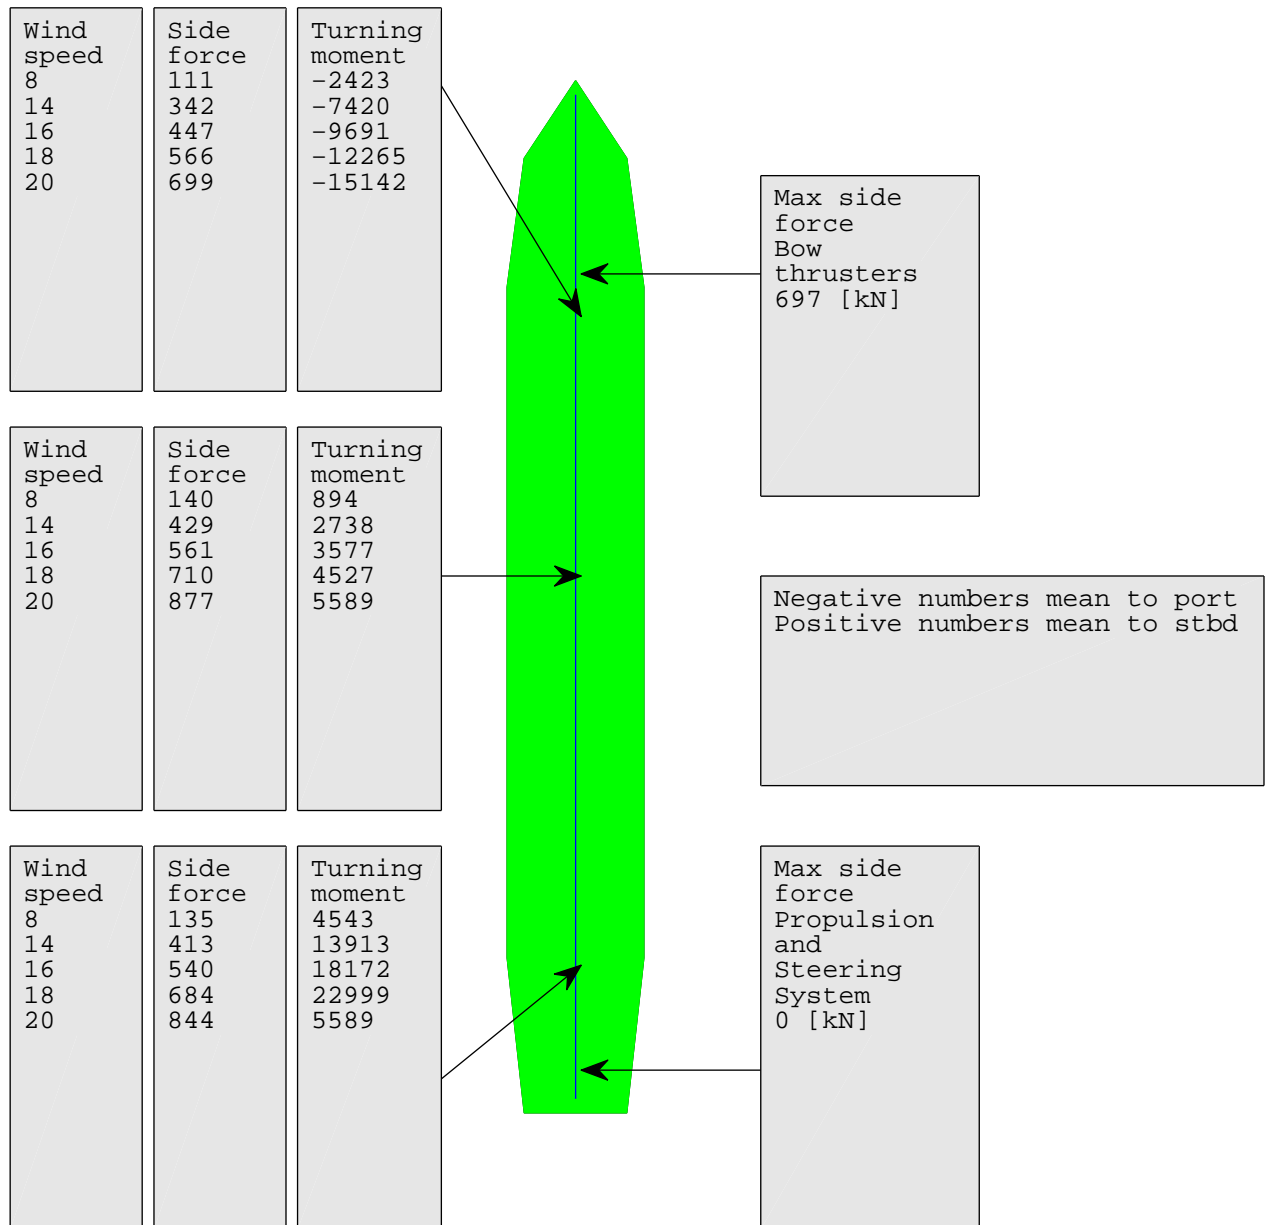 Wind speed
8
14
16
18
20
Side force
111
342
447
566
699
Turning moment
-2423
-7420
-9691
-12265
-15142
Max side
force
Bow
thrusters
697 [kN]
Wind
speed
8
14
16
18
20
Side
force
140
429
561
710
877
Turning
moment
894
2738
3577
4527
5589
Negative numbers mean to port
Positive numbers mean to stbd
Wind
speed
8
14
16
18
20
Side
force
135
413
540
684
844
Turning
moment
4543
13913
18172
22999
5589
Max side
force
Propulsion
and
Steering
System
0 [kN]